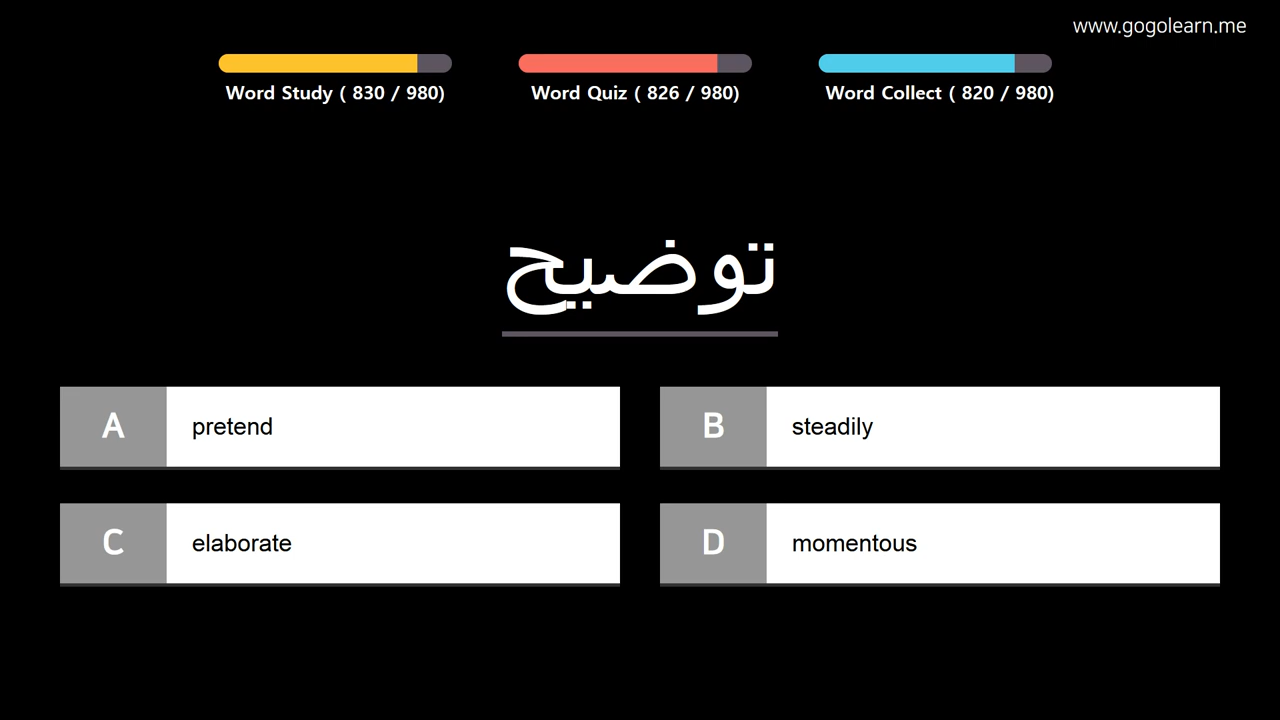 www.gogolearn.me
Word Study ( 830 / 980)
Word Quiz ( 826 / 980)
Word Collect ( 820 / 980)
توضيح
A pretend
B steadily
C elaborate
D momentous